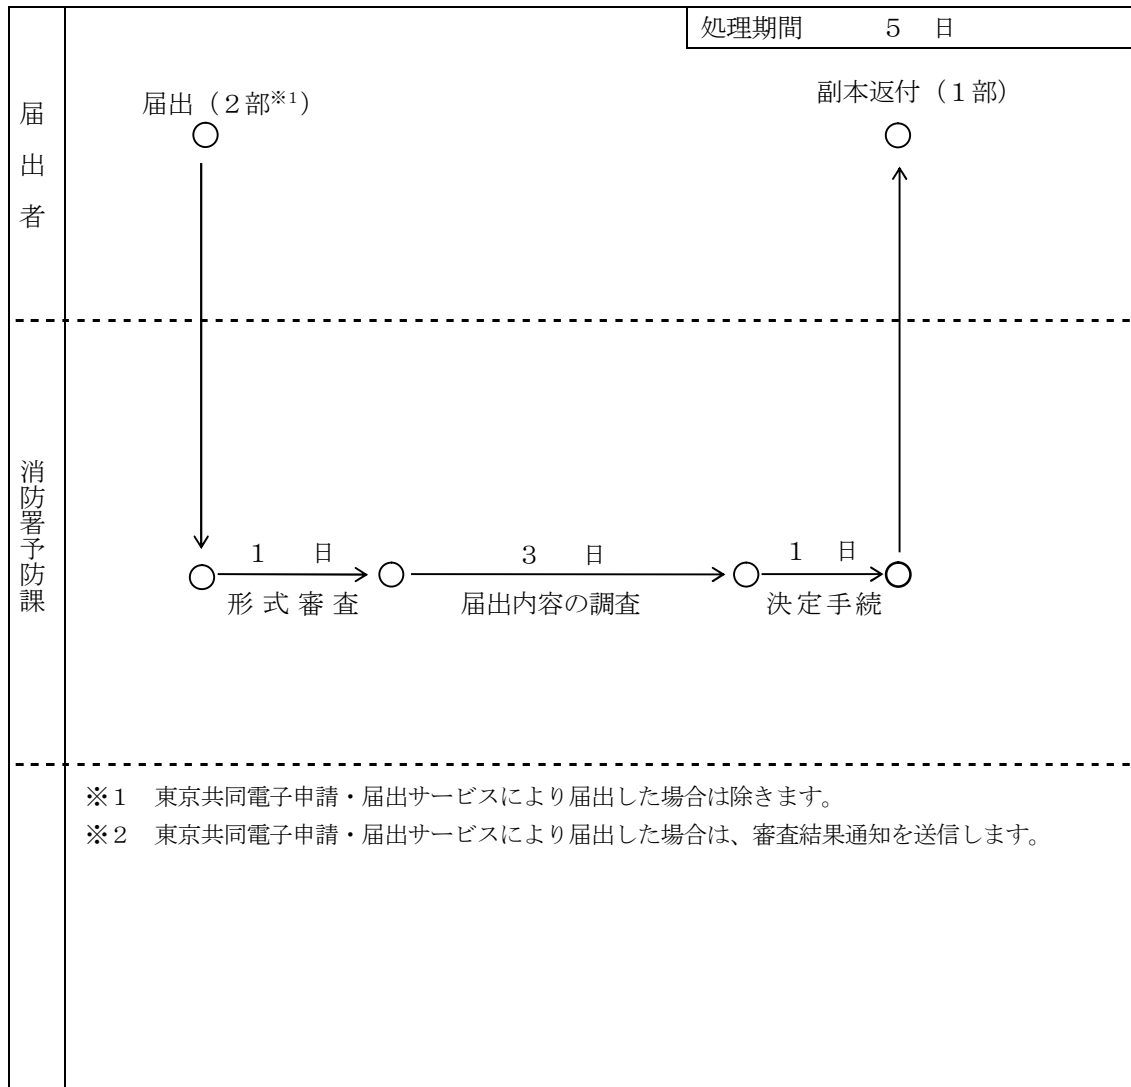 処理期間 5 日
届出者
届出（２部※1）
副本返付（１部）
消防署予防課
１ 日
３ 日
１ 日
形式審査
届出内容の調査
決定手続
※１ 東京共同電子申請・届出サービスにより届出した場合は除きます。
※２ 東京共同電子申請・届出サービスにより届出した場合は、審査結果通知を送信します。